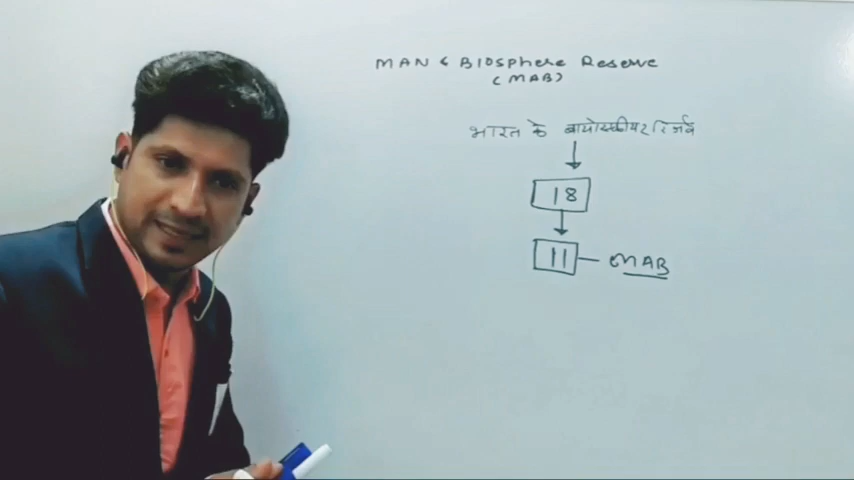 MAN & BIOSPhere Reserve
(MAB)
भारत के बायोस्फीयर रिजर्व
18
11 — MAB